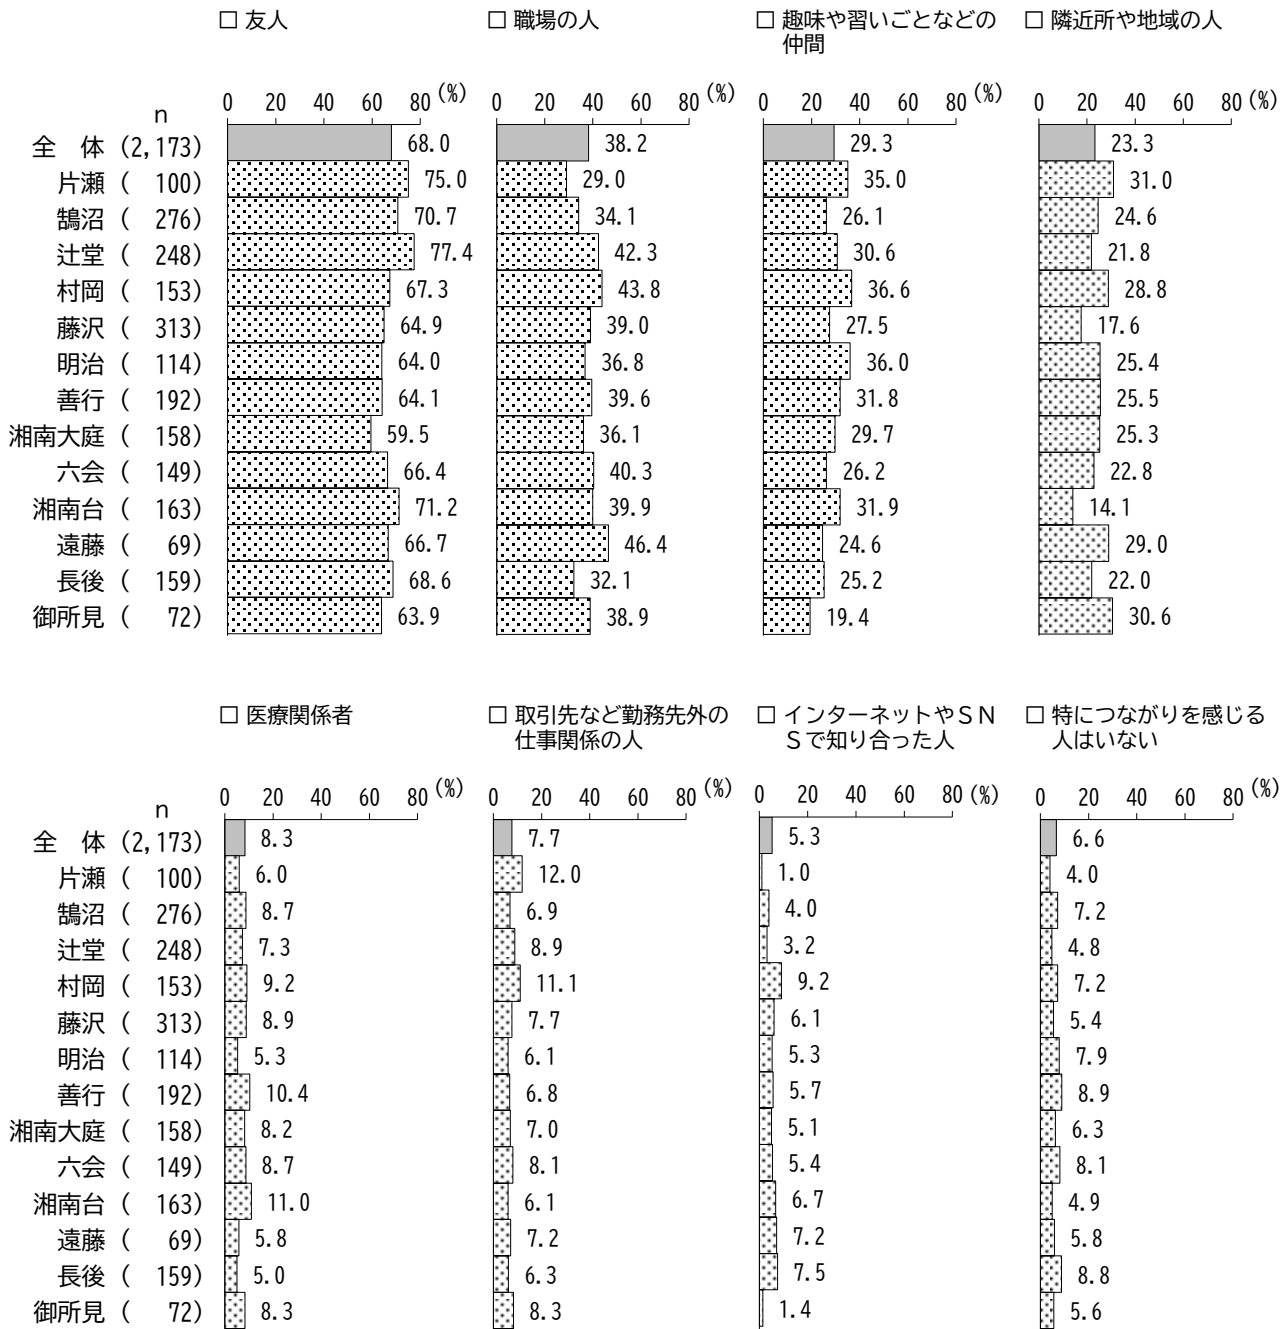 □ 友人 □ 職場の人 □ 趣味や習いごとなどの □ 隣近所や地域の人
仲間
n 0 20 40 60 80 (%) 0 20 40 60 80 (%) 0 20 40 60 80 (%) 0 20 40 60 80 (%)
全 体 (2,173) 68.0 38.2 29.3 23.3
片瀬 ( 100) 75.0 29.0 35.0 31.0
鵠沼 ( 276) 70.7 34.1 26.1 24.6
辻堂 ( 248) 77.4 42.3 30.6 21.8
村岡 ( 153) 67.3 43.8 36.6 28.8
藤沢 ( 313) 64.9 39.0 27.5 17.6
明治 ( 114) 64.0 36.8 36.0 25.4
善行 ( 192) 64.1 39.6 31.8 25.5
湘南大庭 ( 158) 59.5 36.1 29.7 25.3
六会 ( 149) 66.4 40.3 26.2 22.8
湘南台 ( 163) 71.2 39.9 31.9 14.1
遠藤 ( 69) 66.7 46.4 24.6 29.0
長後 ( 159) 68.6 32.1 25.2 22.0
御所見 ( 72) 63.9 38.9 19.4 30.6
□ 医療関係者 □ 取引先など勤務先外の □ インターネットやＳＮ □ 特につながりを感じる
仕事関係の人 Ｓで知り合った人 人はいない
n 0 20 40 60 80 (%) 0 20 40 60 80 (%) 0 20 40 60 80 (%) 0 20 40 60 80 (%)
全 体 (2,173) 8.3 7.7 5.3 6.6
片瀬 ( 100) 6.0 12.0 1.0 4.0
鵠沼 ( 276) 8.7 6.9 4.0 7.2
辻堂 ( 248) 7.3 8.9 3.2 4.8
村岡 ( 153) 9.2 11.1 9.2 7.2
藤沢 ( 313) 8.9 7.7 6.1 5.4
明治 ( 114) 5.3 6.1 5.3 7.9
善行 ( 192) 10.4 6.8 5.7 8.9
湘南大庭 ( 158) 8.2 7.0 5.1 6.3
六会 ( 149) 8.7 8.1 5.4 8.1
湘南台 ( 163) 11.0 6.1 6.7 4.9
遠藤 ( 69) 5.8 7.2 7.2 5.8
長後 ( 159) 5.0 6.3 7.5 8.8
御所見 ( 72) 8.3 8.3 1.4 5.6